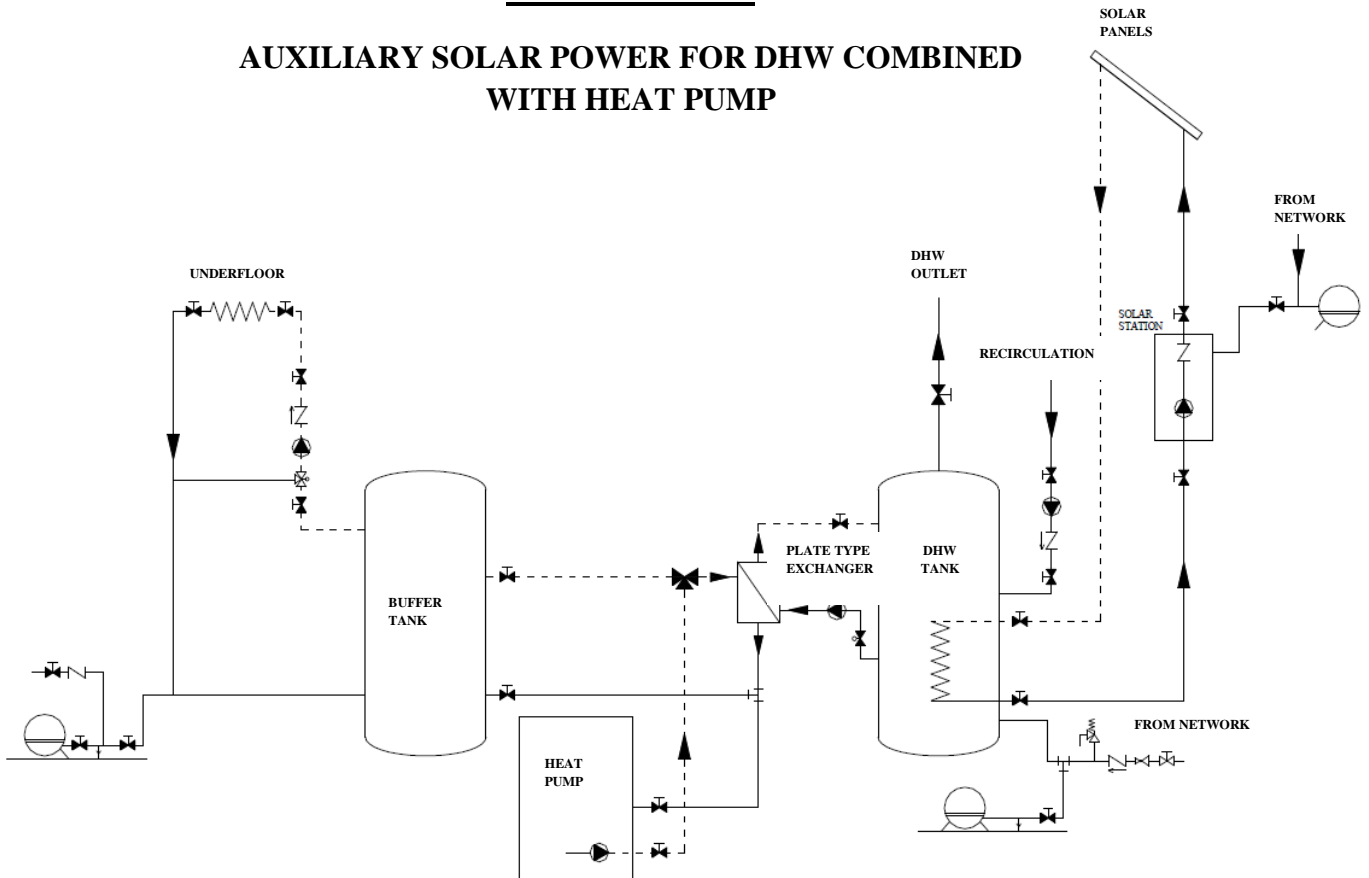 AUXILIARY SOLAR POWER FOR DHW COMBINED
WITH HEAT PUMP
SOLAR
PANELS
FROM
NETWORK
UNDERFLOOR
DHW
OUTLET
SOLAR
STATION
RECIRCULATION
PLATE TYPE
EXCHANGER
DHW
TANK
BUFFER
TANK
FROM NETWORK
HEAT
PUMP